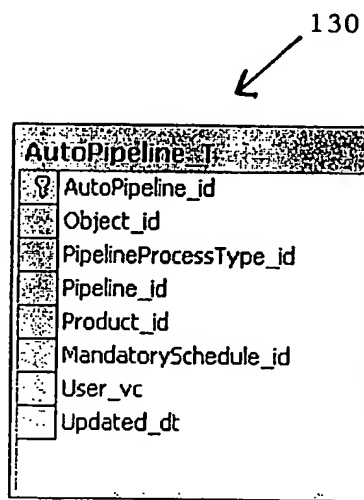 130
AutoPipeline_T
AutoPipeline_id
Object_id
PipelineProcessType_id
Pipeline_id
Product_id
MandatorySchedule_id
User_vc
Updated_dt